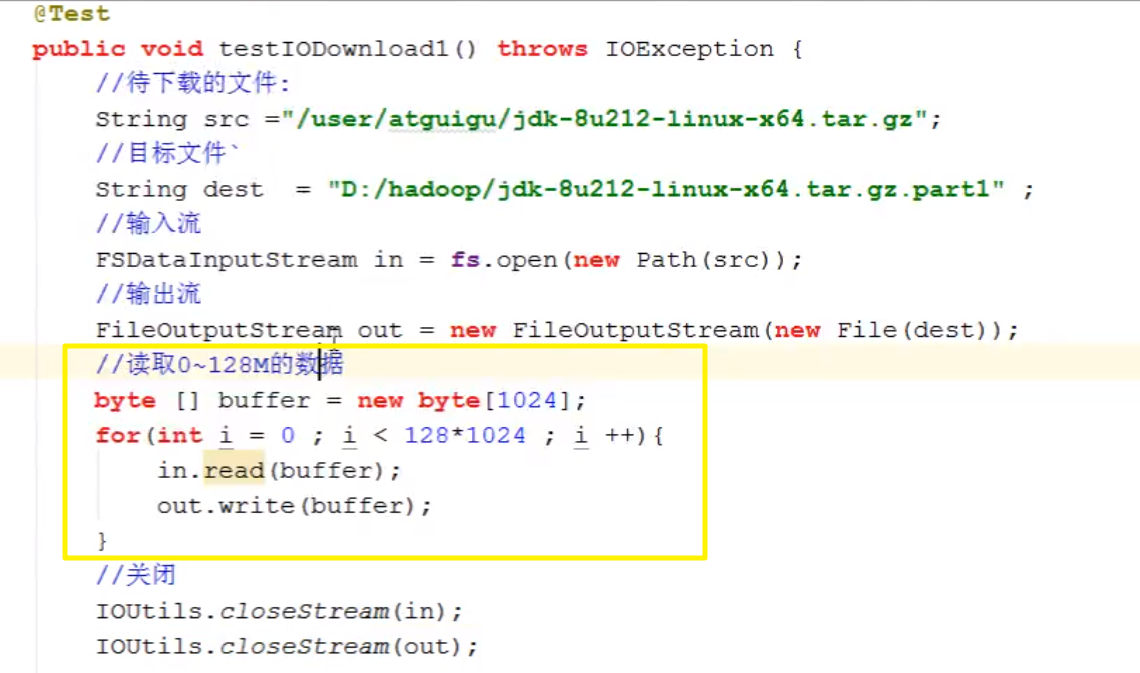 @Test
public void testIODownload1() throws IOException {
//待下载的文件:
String src ="/user/atguigu/jdk-8u212-linux-x64.tar.gz";
//目标文件`
String dest  = "D:/hadoop/jdk-8u212-linux-x64.tar.gz.part1" ;
//输入流
FSDataInputStream in = fs.open(new Path(src));
//输出流
FileOutputStream out = new FileOutputStream(new File(dest));
//读取0~128M的数据
byte [] buffer = new byte[1024];
for(int i = 0 ; i < 128*1024 ; i ++){
in.read(buffer);
out.write(buffer);
}
//关闭
IOUtils.closeStream(in);
IOUtils.closeStream(out);